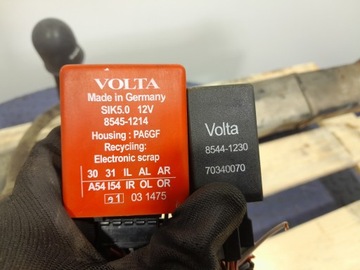 VOLTA
Made in Germany
SIK5.0 12V
8545-1214
Housing : PA6GF
Recycling:
Electronic scrap
30 31 IL AL AR
A54 I54 IR OL OR
21 03 1475
Volta
8544-1230
70340070